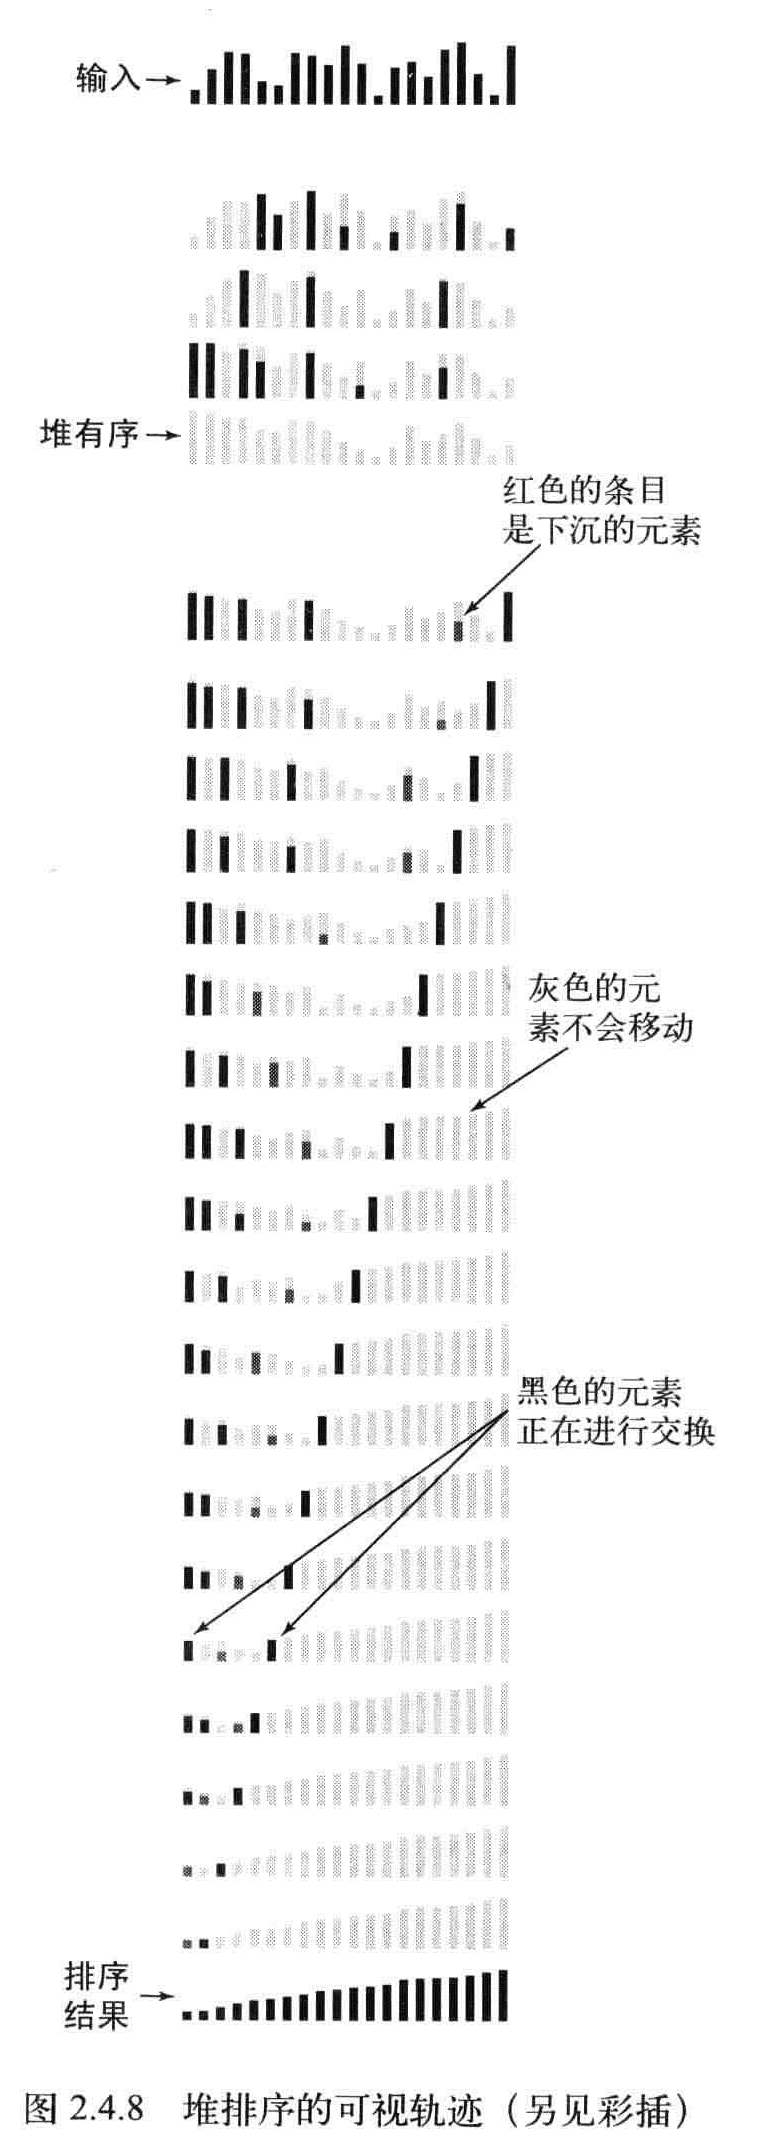 输入
堆有序
红色的条目
是下沉的元素
灰色的元
素不会移动
黑色的元素
正在进行交换
排序
结果
图 2.4.8 堆排序的可视轨迹（另见彩插）